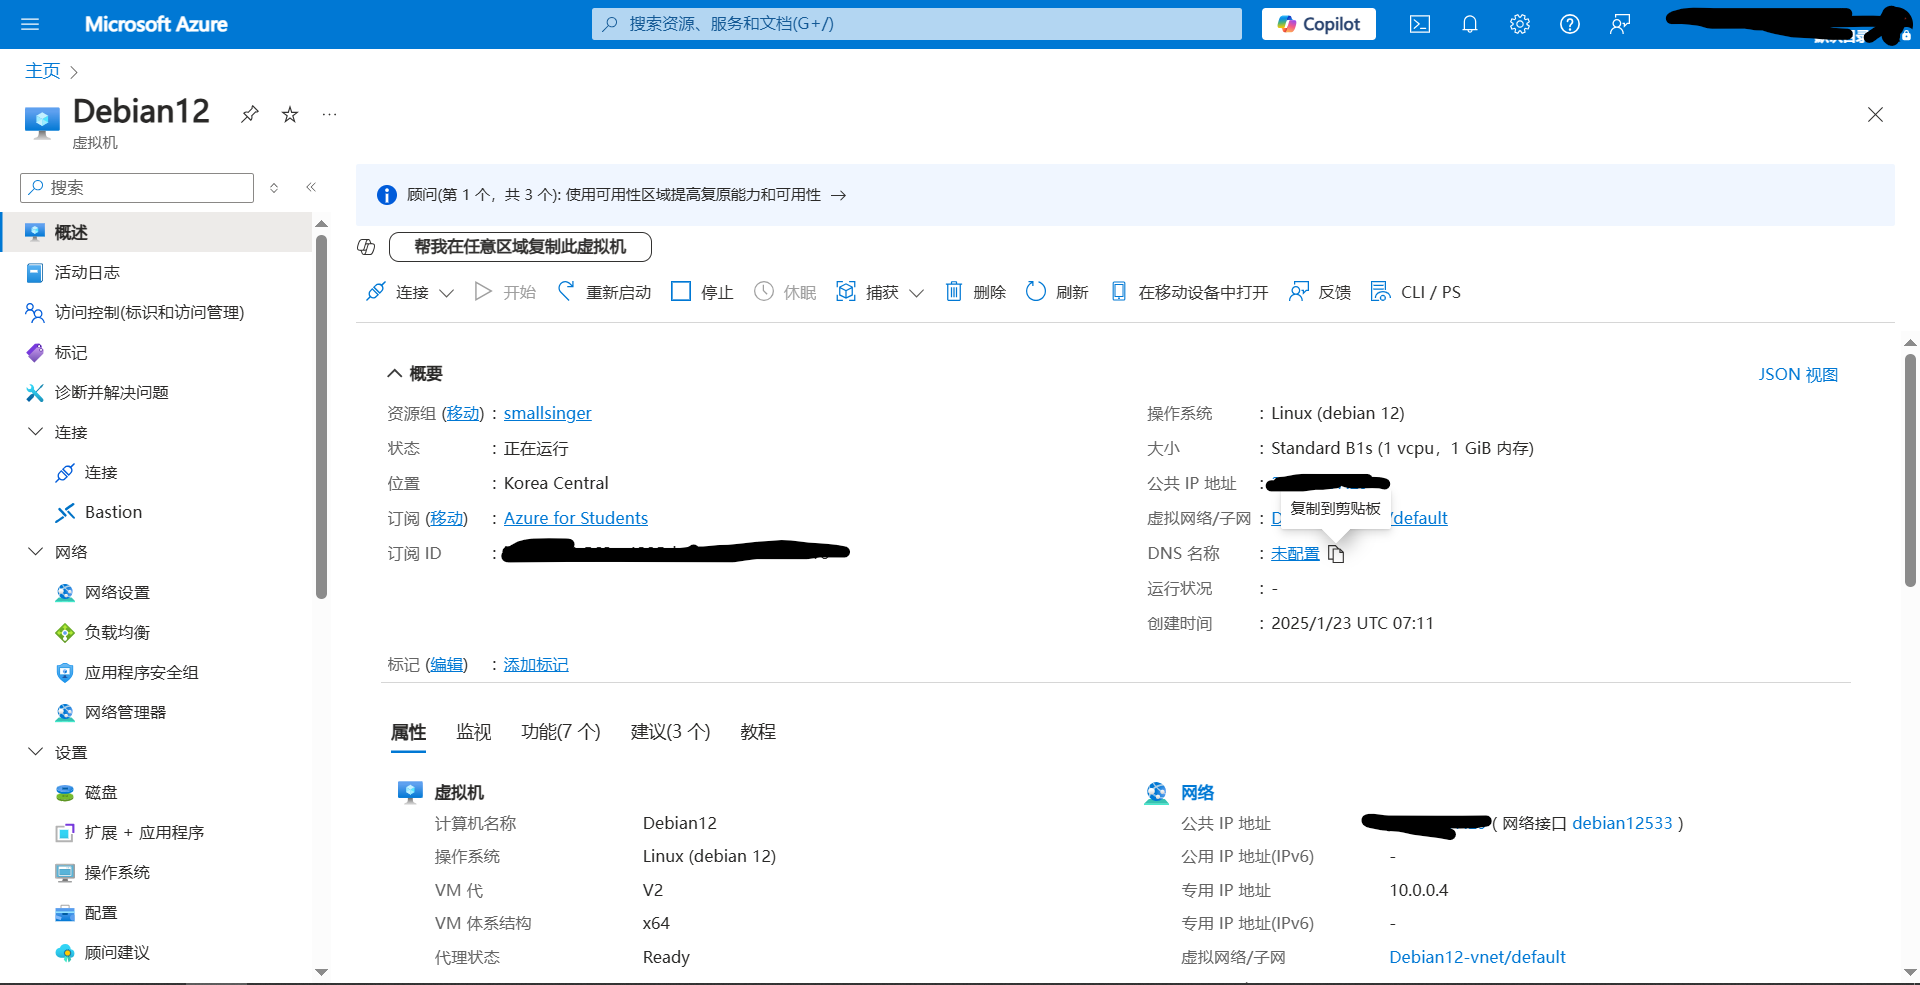 Microsoft Azure
搜索资源、服务和文档(G+/)
Copilot
主页
Debian12
虚拟机
搜索
概述
活动日志
访问控制(标识和访问管理)
标记
诊断并解决问题
连接
连接
Bastion
网络
网络设置
负载均衡
应用程序安全组
网络管理器
设置
磁盘
扩展 + 应用程序
操作系统
配置
顾问建议
顾问(第 1 个，共 3 个): 使用可用性区域提高复原能力和可用性 →
帮我在任意区域复制此虚拟机
连接 开始 重新启动 停止 休眠 捕获 删除 刷新 在移动设备中打开 反馈 CLI / PS
概要
JSON 视图
资源组 (移动) : smallsinger
状态 : 正在运行
位置 : Korea Central
订阅 (移动) : Azure for Students
订阅 ID :
标记 (编辑) : 添加标记
操作系统 : Linux (debian 12)
大小 : Standard B1s (1 vcpu，1 GiB 内存)
公共 IP 地址 :
复制到剪贴板
虚拟网络/子网 : D /default
DNS 名称 : 未配置
运行状况 : -
创建时间 : 2025/1/23 UTC 07:11
属性 监视 功能(7 个) 建议(3 个) 教程
虚拟机
计算机名称 Debian12
操作系统 Linux (debian 12)
VM 代 V2
VM 体系结构 x64
代理状态 Ready
网络
公共 IP 地址 ( 网络接口 debian12533 )
公用 IP 地址(IPv6) -
专用 IP 地址 10.0.0.4
专用 IP 地址(IPv6) -
虚拟网络/子网 Debian12-vnet/default